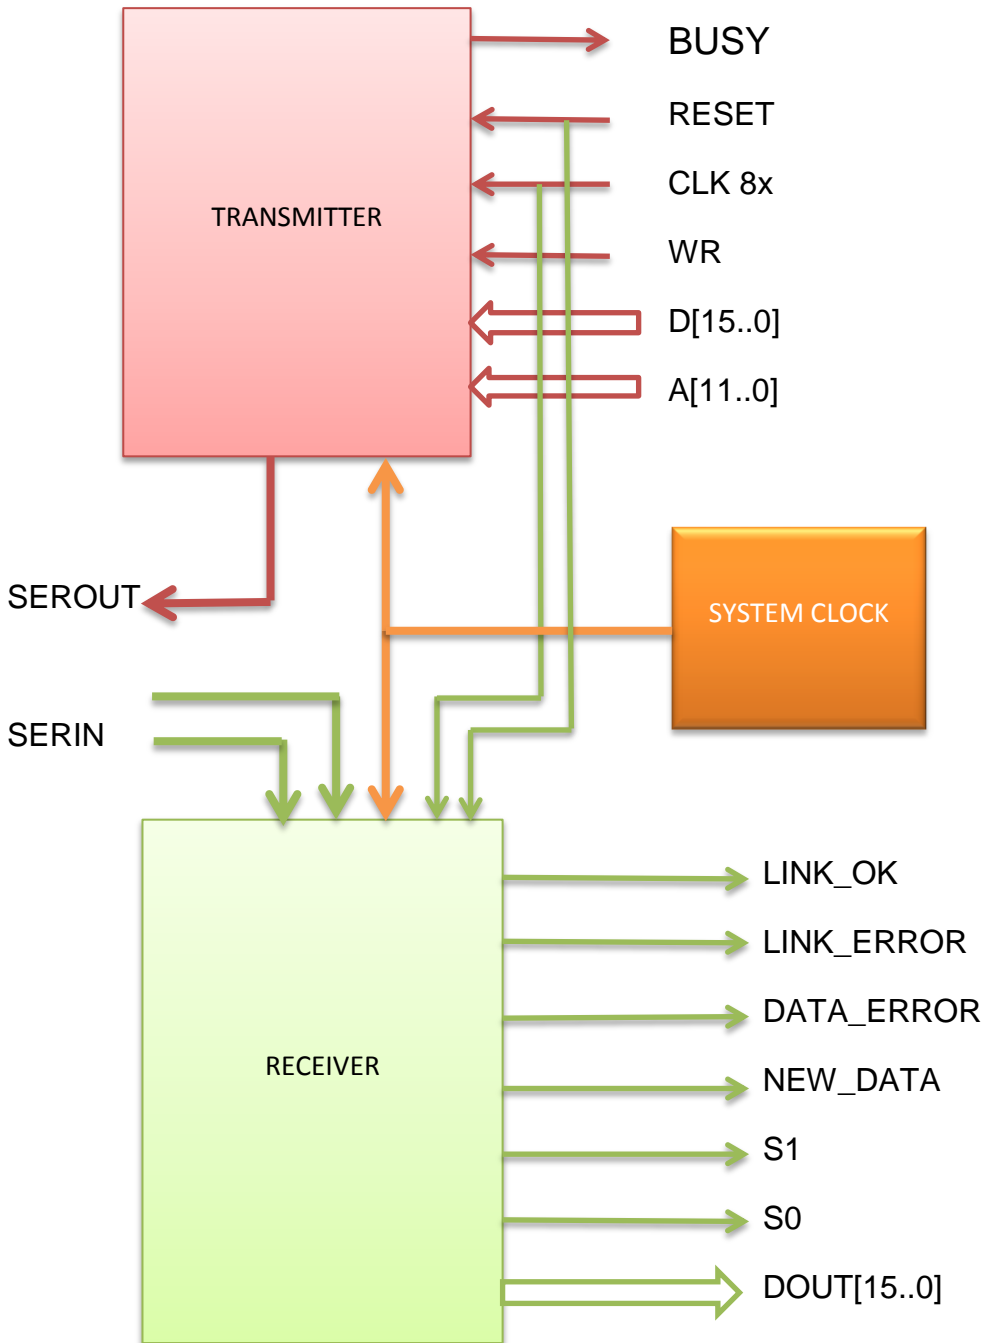 BUSY
RESET
CLK 8x
TRANSMITTER
WR
D[15..0]
A[11..0]
SEROUT
SYSTEM CLOCK
SERIN
LINK_OK
LINK_ERROR
DATA_ERROR
RECEIVER
NEW_DATA
S1
S0
DOUT[15..0]